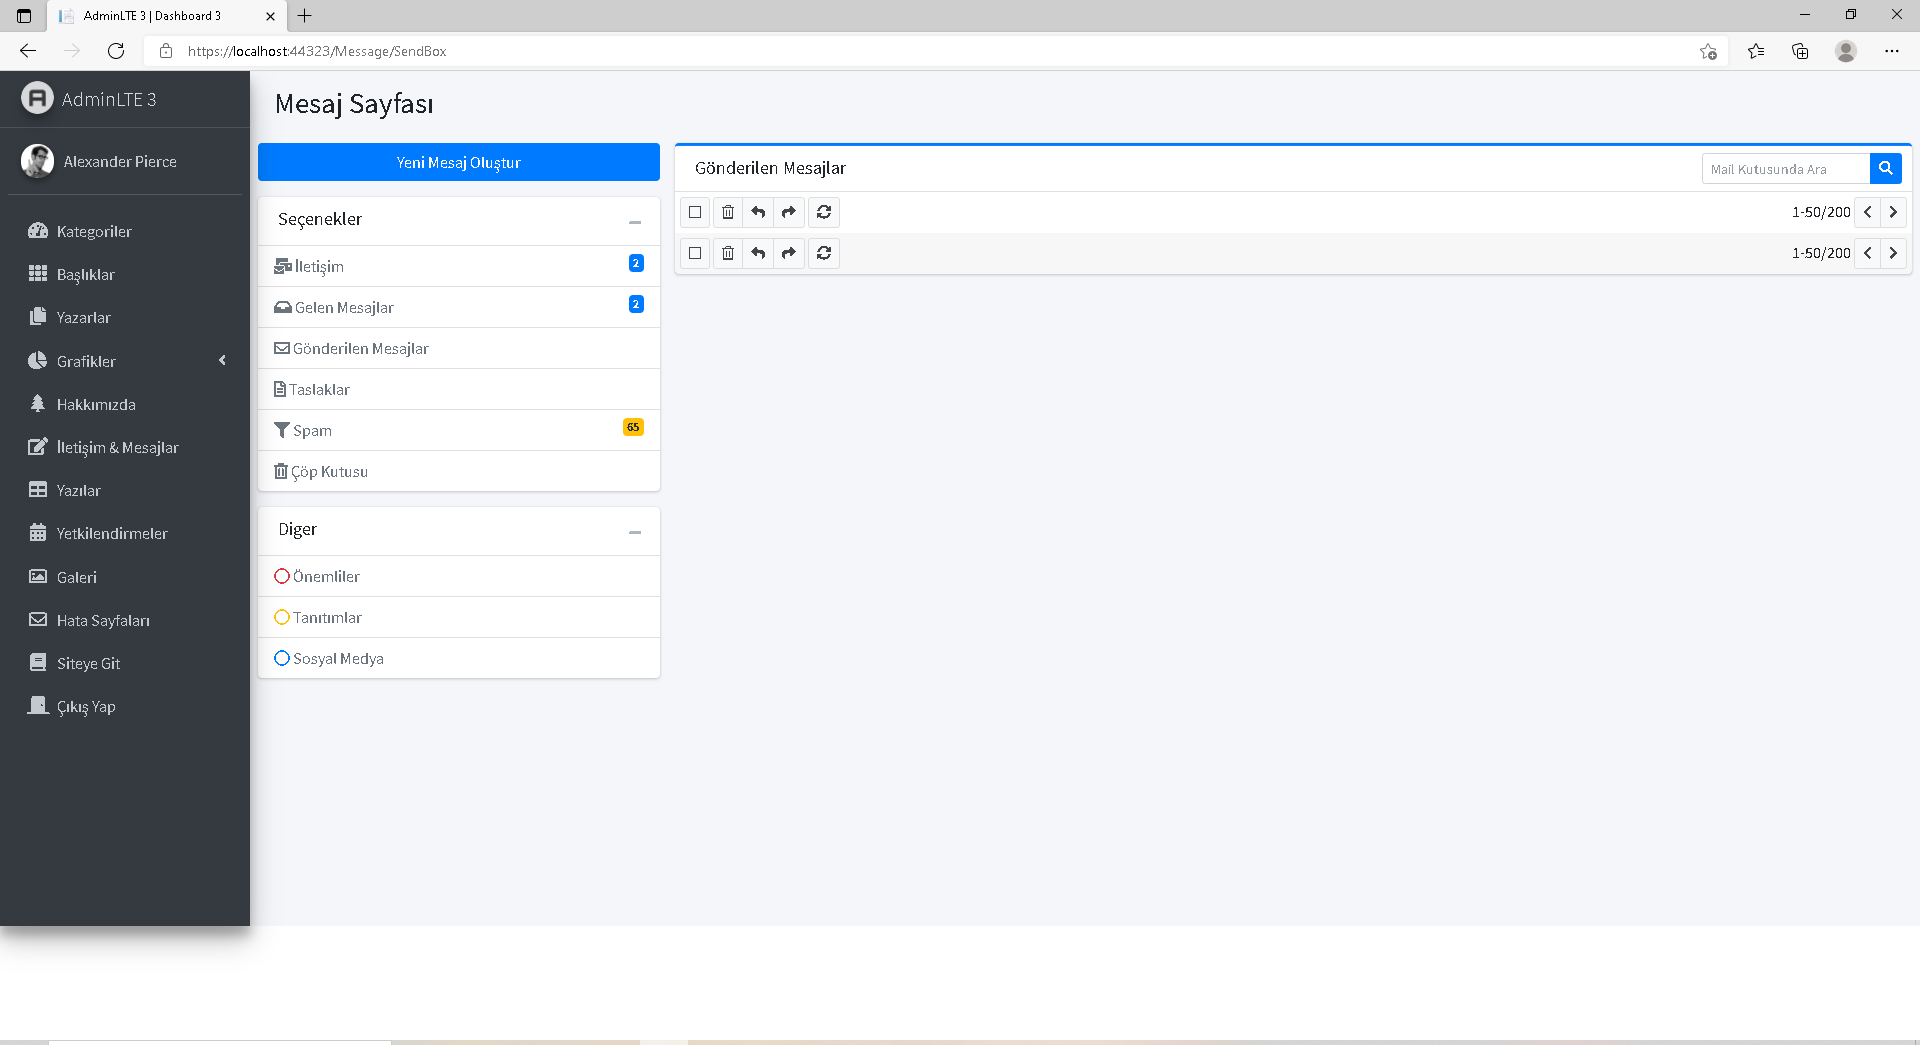 AdminLTE 3 | Dashboard 3
https://localhost:44323/Message/SendBox
AdminLTE 3
Alexander Pierce
Kategoriler
Başlıklar
Yazarlar
Grafikler
Hakkımızda
İletişim & Mesajlar
Yazılar
Yetkilendirmeler
Galeri
Hata Sayfaları
Siteye Git
Çıkış Yap
Mesaj Sayfası
Yeni Mesaj Oluştur
Seçenekler
İletişim 2
Gelen Mesajlar 2
Gönderilen Mesajlar
Taslaklar
Spam 65
Çöp Kutusu
Diger
Önemliler
Tanıtımlar
Sosyal Medya
Gönderilen Mesajlar
Mail Kutusunda Ara
1-50/200
1-50/200